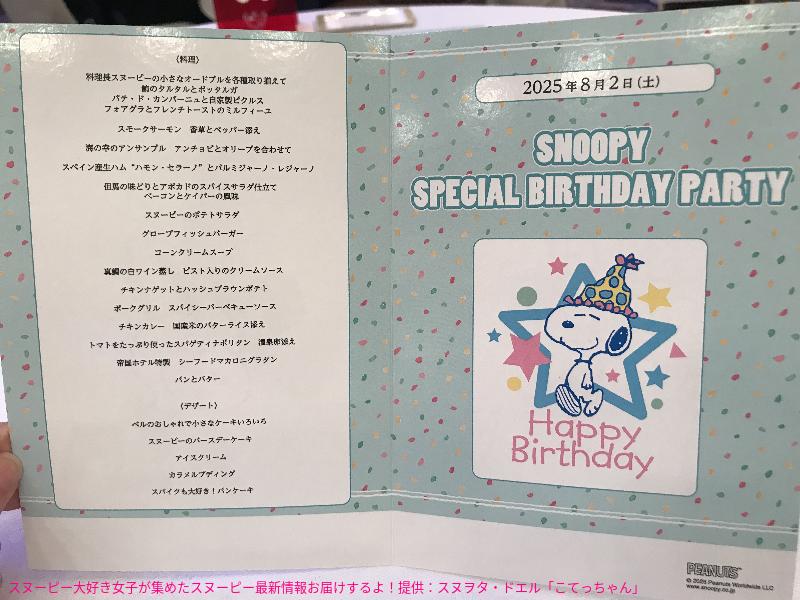 〈料理〉
料理長スヌーピーの小さなオードブルを各種取り揃えて
鮪のタルタルとボッタルガ
パテ・ド・カンパーニュと自家製ピクルス
フォアグラとフレンチトーストのミルフィーユ
スモークサーモン 香草とペッパー添え
海の幸のアンサンブル アンチョビとオリーブを合わせて
スペイン産生ハム“ハモン・セラーノ”とパルミジャーノ・レジャーノ
但馬の味どりとアボカドのスパイスサラダ仕立て
ベーコンとケイパーの風味
スヌーピーのポテトサラダ
グローブフィッシュバーガー
コーンクリームスープ
真鯛の白ワイン蒸し ピスト入りのクリームソース
チキンナゲットとハッシュブラウンポテト
ポークグリル スパイシーバーベキューソース
チキンカレー 国産米のバターライス添え
トマトをたっぷり使ったスパゲティナポリタン 温泉卵添え
帝国ホテル特製 シーフードマカロニグラタン
パンとバター
〈デザート〉
ベルのおしゃれで小さなケーキいろいろ
スヌーピーのバースデーケーキ
アイスクリーム
カラメルプディング
スパイクも大好き！パンケーキ
2025年8月2日(土)
SNOOPY
SPECIAL BIRTHDAY PARTY
Happy
Birthday
PEANUTS
© 2025 Peanuts Worldwide LLC
www.snoopy.co.jp
スヌーピー大好き女子が集めたスヌーピー最新情報お届けするよ！提供：スヌヲタ・ドエル「こてっちゃん」